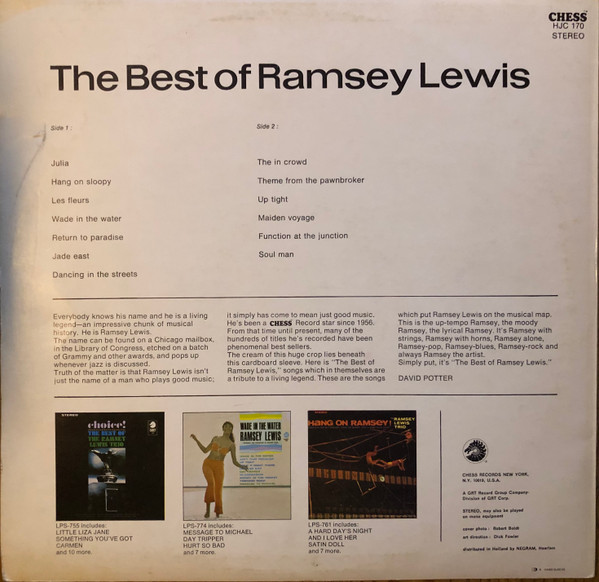 CHESS
HJC 170
STEREO
The Best of Ramsey Lewis
Side 1 :
Julia
Hang on sloopy
Les fleurs
Wade in the water
Return to paradise
Jade east
Dancing in the streets
Side 2 :
The in crowd
Theme from the pawnbroker
Up tight
Maiden voyage
Function at the junction
Soul man
Everybody knows his name and he is a living
legend—an impressive chunk of musical
history. He is Ramsey Lewis.
The name can be found on a Chicago mailbox,
in the Library of Congress, etched on a batch
of Grammy and other awards, and pops up
whenever jazz is discussed.
Truth of the matter is that Ramsey Lewis isn't
just the name of a man who plays good music;
it simply has come to mean just good music.
He's been a CHESS Record star since 1956.
From that time until present, many of the
hundreds of titles he's recorded have been
phenomenal best sellers.
The cream of this huge crop lies beneath
this cardboard sleeve. Here is "The Best of
Ramsey Lewis," songs which in themselves are
a tribute to a living legend. These are the songs
which put Ramsey Lewis on the musical map.
This is the up-tempo Ramsey, the moody
Ramsey, the lyrical Ramsey. It's Ramsey with
strings, Ramsey with horns, Ramsey alone,
Ramsey-pop, Ramsey-blues, Ramsey-rock and
always Ramsey the artist.
Simply put, it's "The Best of Ramsey Lewis."
DAVID POTTER
STEREO
choice!
THE BEST OF
THE RAMSEY
LEWIS TRIO
LPS-755 includes:
LITTLE LIZA JANE
SOMETHING YOU'VE GOT
CARMEN
and 10 more.
WADE IN THE WATER
RAMSEY LEWIS
LPS-774 includes:
MESSAGE TO MICHAEL
DAY TRIPPER
HURT SO BAD
and 7 more.
HANG ON RAMSEY!
RAMSEY
LEWIS
TRIO
LPS-761 includes:
A HARD DAY'S NIGHT
AND I LOVE HER
SATIN DOLL
and 7 more.
CHESS RECORDS NEW YORK,
N.Y. 10019, U.S.A.
A GRT Record Group Company:
Division of GRT Corp.
STEREO, may also be played
on mono equipment
cover photo : Robert Rabb
art direction : Dick Fowler
distributed in Holland by NEGRAM, Heemstede.